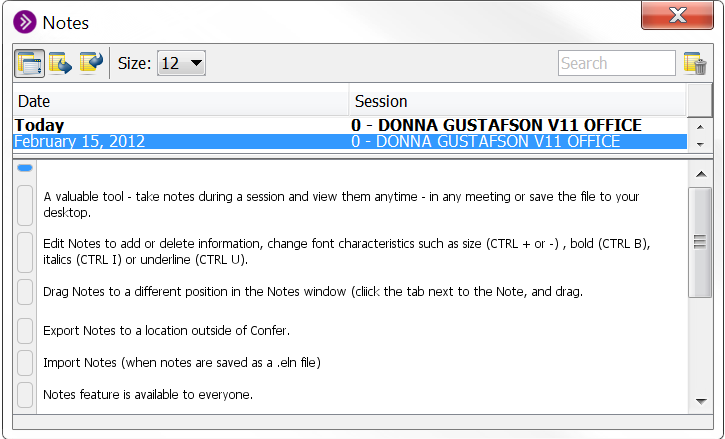 Notes
Size: 12 Search
Date Session
Today 0 - DONNA GUSTAFSON V11 OFFICE
February 15, 2012 0 - DONNA GUSTAFSON V11 OFFICE
A valuable tool - take notes during a session and view them anytime - in any meeting or save the file to your
desktop.
Edit Notes to add or delete information, change font characteristics such as size (CTRL + or -) , bold (CTRL B),
italics (CTRL I) or underline (CTRL U).
Drag Notes to a different position in the Notes window (cliick the tab next to the Note, and drag.
Export Notes to a location outside of Confer.
Import Notes (when notes are saved as a .eln file)
Notes feature is available to everyone.